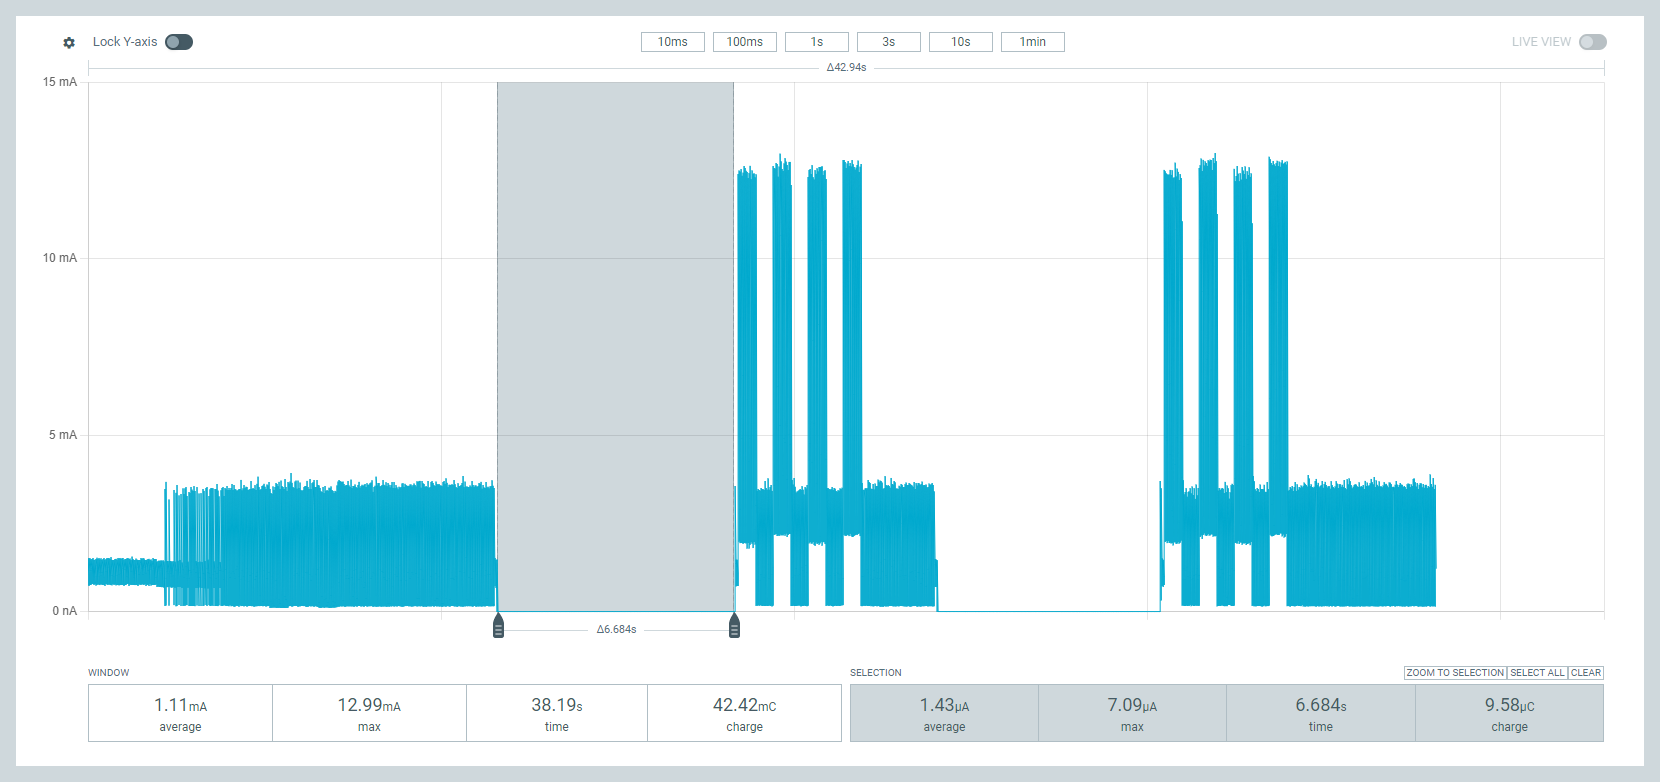 Lock Y-axis
10ms 100ms 1s 3s 10s 1min
LIVE VIEW
Δ42.94s
15 mA
10 mA
5 mA
0 nA
Δ6.684s
WINDOW
1.11mA 12.99mA 38.19s 42.42mC
average max time charge
SELECTION
ZOOM TO SELECTION SELECT ALL CLEAR
1.43µA 7.09µA 6.684s 9.58µC
average max time charge